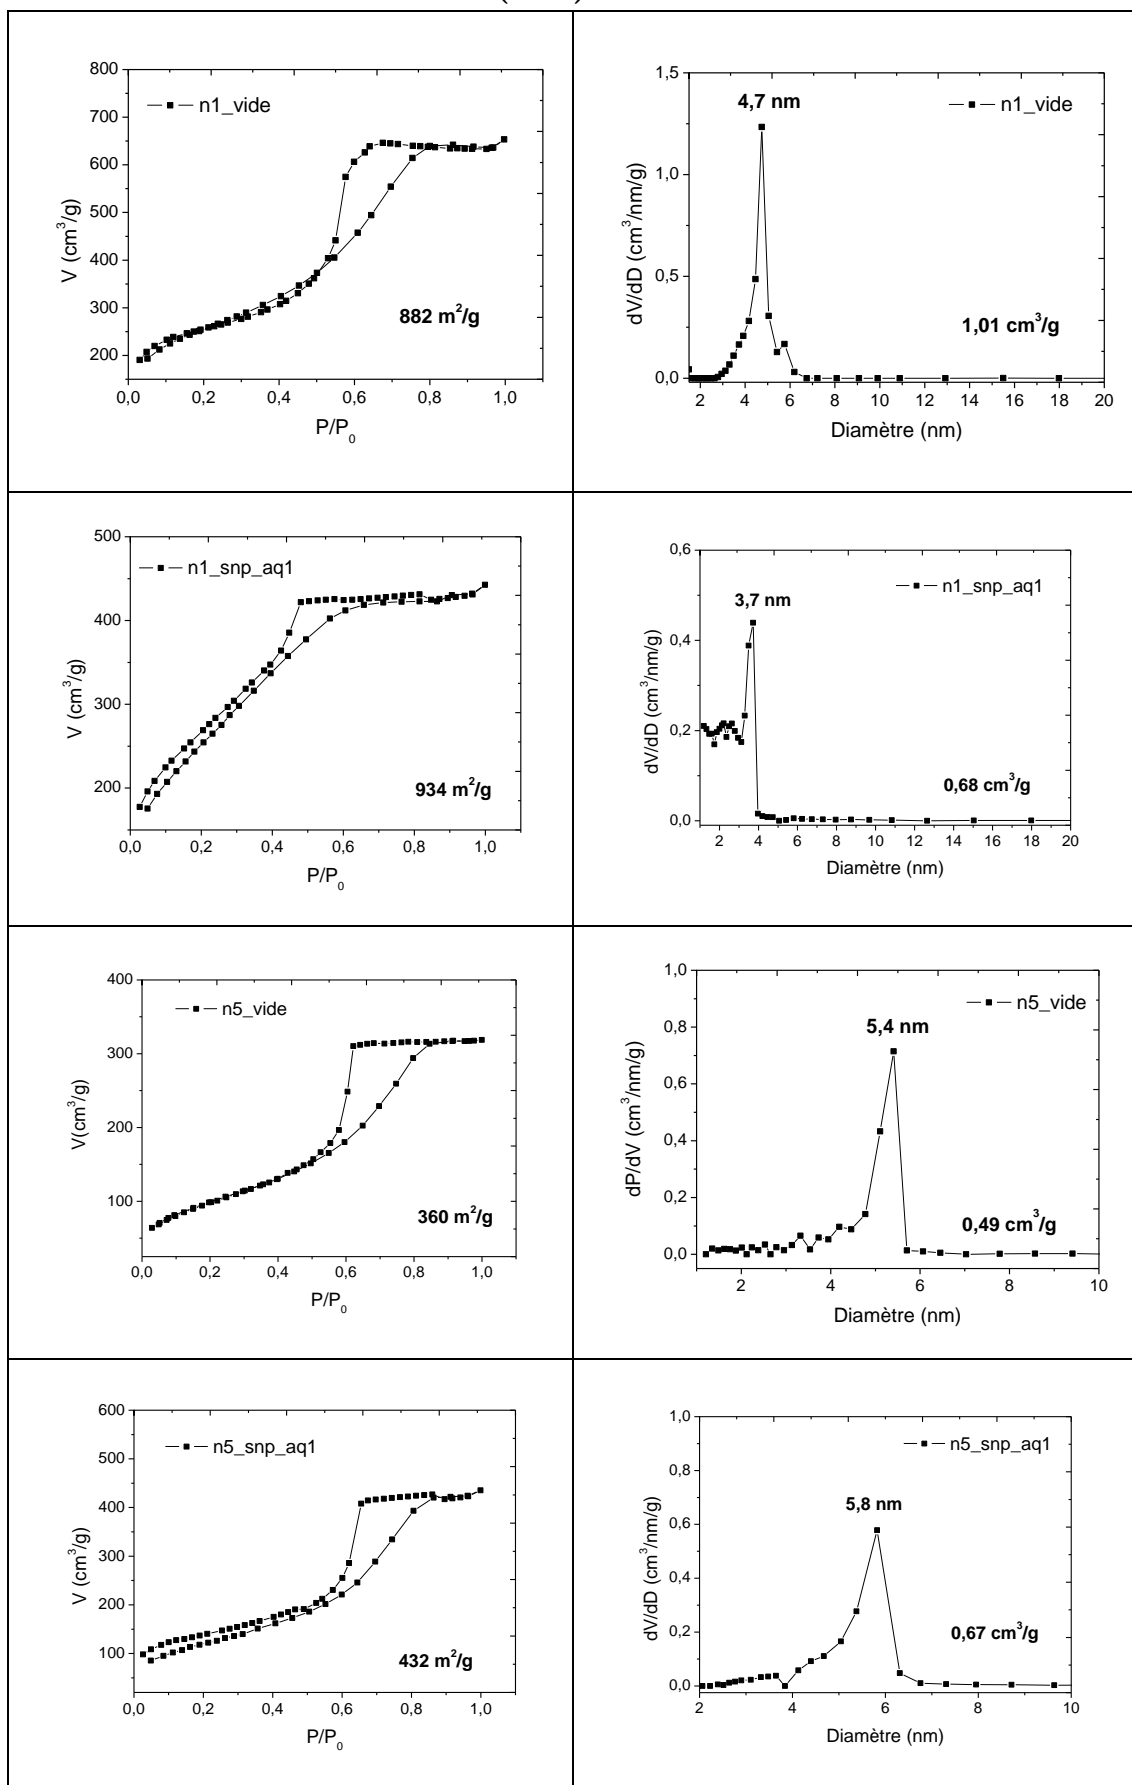 800
700
600
500
400
300
200
0,0 0,2 0,4 0,6 0,8 1,0
V (cm³/g)
P/P₀
n1_vide
882 m²/g
1,5
1,0
0,5
0,0
2 4 6 8 10 12 14 16 18 20
dV/dD (cm³/nm/g)
Diamètre (nm)
4,7 nm
n1_vide
1,01 cm³/g
500
400
300
200
0,0 0,2 0,4 0,6 0,8 1,0
V (cm³/g)
P/P₀
n1_snp_aq1
934 m²/g
0,6
0,4
0,2
0,0
2 4 6 8 10 12 14 16 18 20
dV/dD (cm³/nm/g)
Diamètre (nm)
n1_snp_aq1
3,7 nm
0,68 cm³/g
400
300
200
100
0,0 0,2 0,4 0,6 0,8 1,0
V(cm³/g)
P/P₀
n5_vide
360 m²/g
1,0
0,8
0,6
0,4
0,2
0,0
2 4 6 8 10
dP/dV (cm³/nm/g)
Diamètre (nm)
n5_vide
5,4 nm
0,49 cm³/g
600
500
400
300
200
100
0,0 0,2 0,4 0,6 0,8 1,0
V (cm³/g)
P/P₀
n5_snp_aq1
432 m²/g
1,0
0,8
0,6
0,4
0,2
0,0
2 4 6 8 10
dV/dD (cm³/nm/g)
Diamètre (nm)
n5_snp_aq1
5,8 nm
0,67 cm³/g